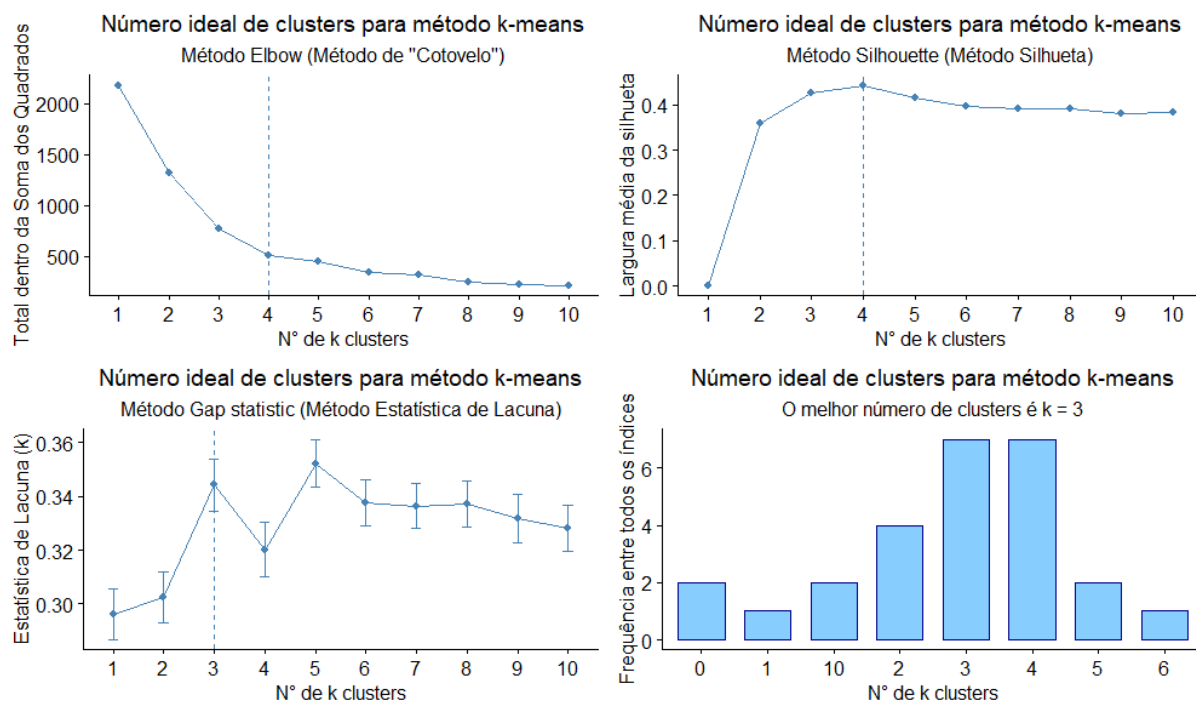 Número ideal de clusters para método k-means
Método Elbow (Método de "Cotovelo")
Total dentro da Soma dos Quadrados
2000
1500
1000
500
1 2 3 4 5 6 7 8 9 10
N° de k clusters
Número ideal de clusters para método k-means
Método Silhouette (Método Silhueta)
Largura média da silhueta
0.4
0.3
0.2
0.1
0.0
1 2 3 4 5 6 7 8 9 10
N° de k clusters
Número ideal de clusters para método k-means
Método Gap statistic (Método Estatística de Lacuna)
Estatística de Lacuna (k)
0.36
0.34
0.32
0.30
1 2 3 4 5 6 7 8 9 10
N° de k clusters
Número ideal de clusters para método k-means
O melhor número de clusters é k = 3
Frequência entre todos os índices
6
4
2
0
0 1 10 2 3 4 5 6
N° de k clusters